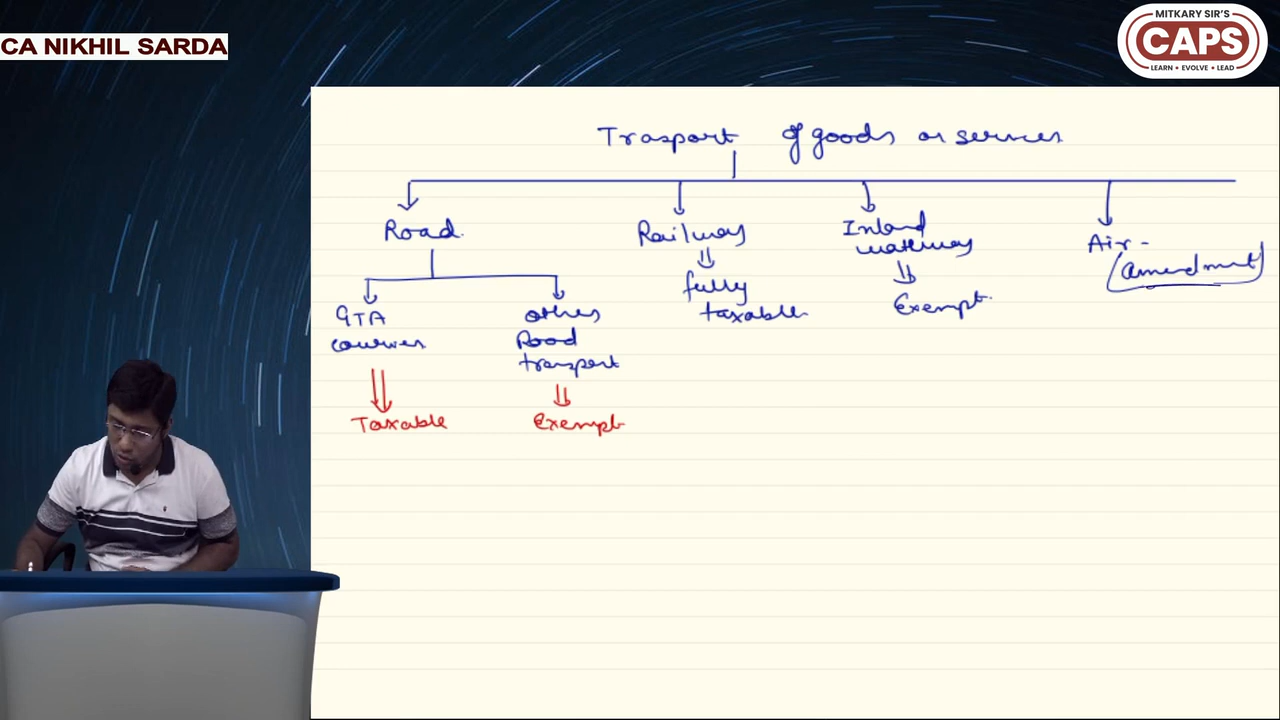 CA NIKHIL SARDA
MITKARY SIR'S
CAPS
LEARN • EVOLVE • LEAD
Trasport of goods or services
Road.
Railway
Inland
waterway
Air -
(amendment)
fully
taxable
Exempt.
GTA
courier
other
Road
transport
Taxable
Exempt